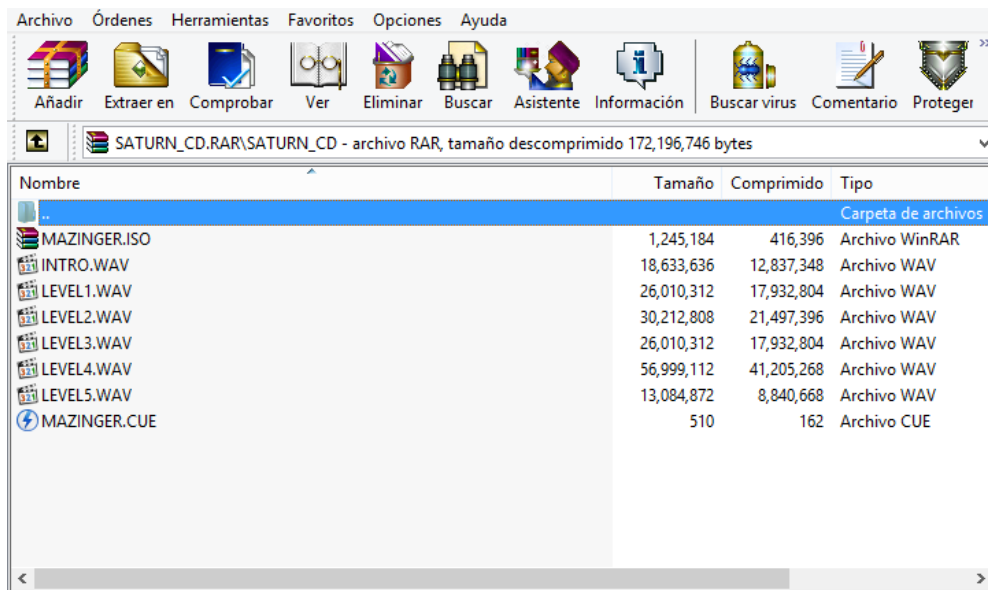 Archivo Órdenes Herramientas Favoritos Opciones Ayuda
Añadir Extraer en Comprobar Ver Eliminar Buscar Asistente Información Buscar virus Comentario Proteger
SATURN_CD.RAR\SATURN_CD - archivo RAR, tamaño descomprimido 172,196,746 bytes
Nombre Tamaño Comprimido Tipo
.. Carpeta de archivos
MAZINGER.ISO 1,245,184 416,396 Archivo WinRAR
INTRO.WAV 18,633,636 12,837,348 Archivo WAV
LEVEL1.WAV 26,010,312 17,932,804 Archivo WAV
LEVEL2.WAV 30,212,808 21,497,396 Archivo WAV
LEVEL3.WAV 26,010,312 17,932,804 Archivo WAV
LEVEL4.WAV 56,999,112 41,205,268 Archivo WAV
LEVEL5.WAV 13,084,872 8,840,668 Archivo WAV
MAZINGER.CUE 510 162 Archivo CUE